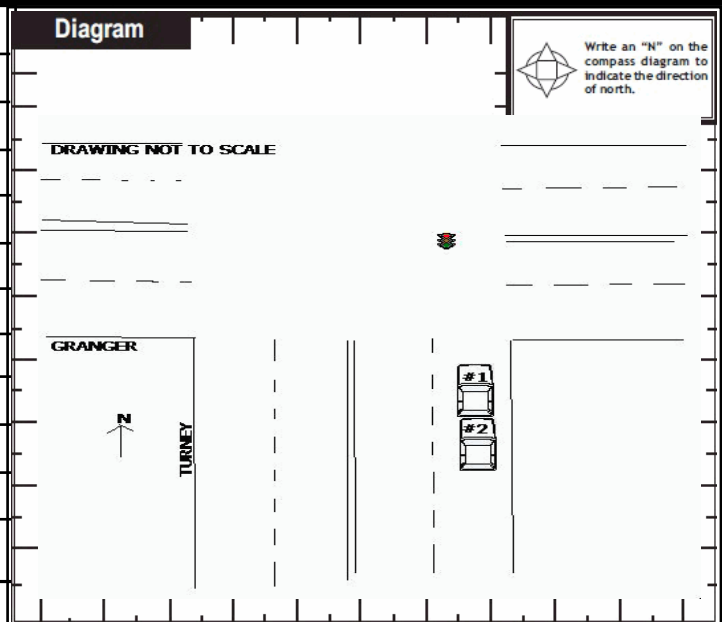 Diagram
Write an "N" on the
compass diagram to
indicate the direction
of north.
DRAWING NOT TO SCALE
GRANGER
N
TURNEY
#1
#2